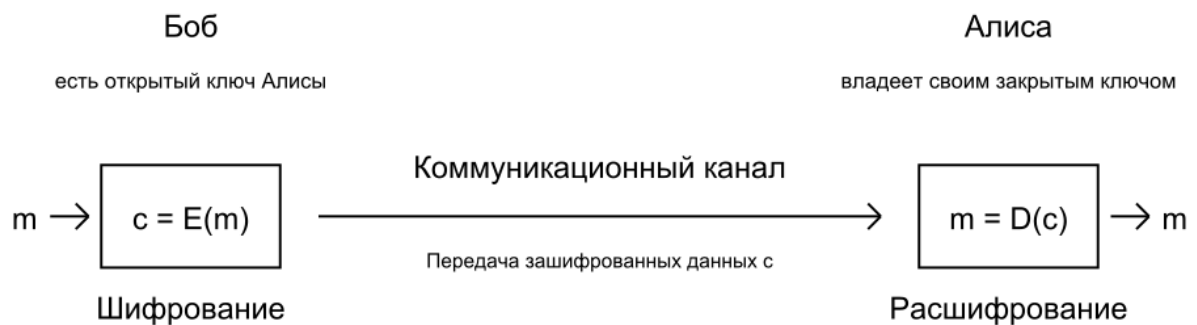 Боб
Алиса
есть открытый ключ Алисы
владеет своим закрытым ключом
Коммуникационный канал
m
c = E(m)
m = D(c)
m
Передача зашифрованных данных c
Шифрование
Расшифрование